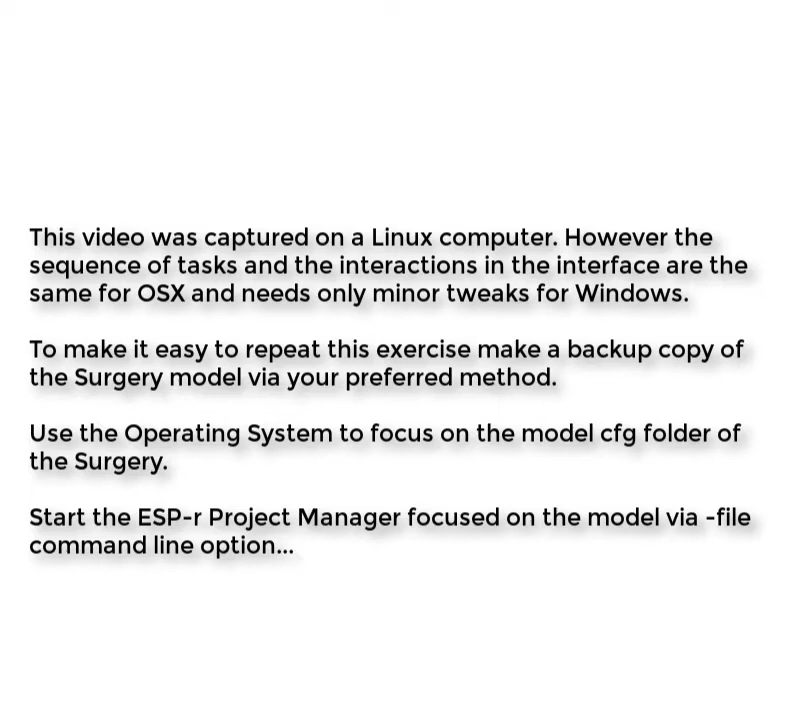 This video was captured on a Linux computer. However the
sequence of tasks and the interactions in the interface are the
same for OSX and needs only minor tweaks for Windows.
To make it easy to repeat this exercise make a backup copy of
the Surgery model via your preferred method.
Use the Operating System to focus on the model cfg folder of
the Surgery.
Start the ESP-r Project Manager focused on the model via -file
command line option...